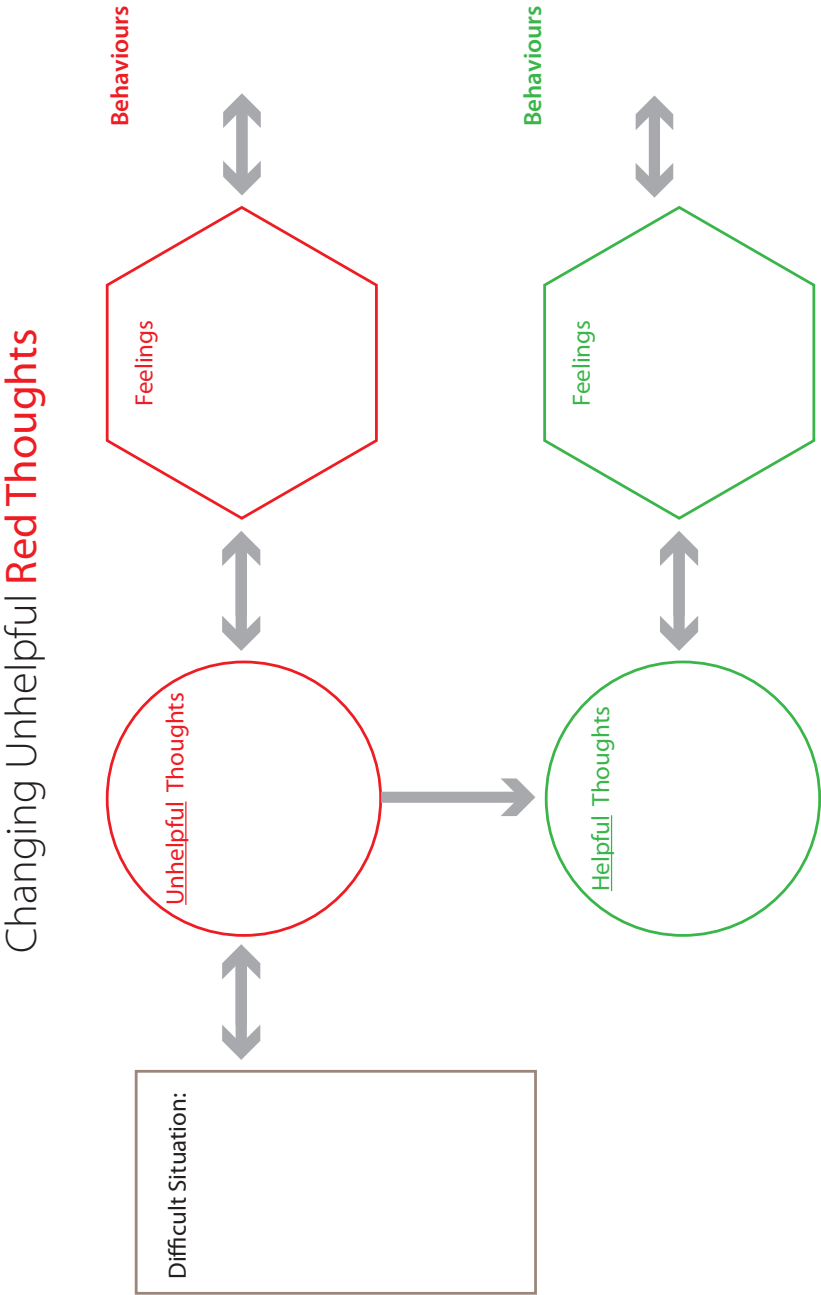 Changing Unhelpful Red Thoughts
Difficult Situation:
Unhelpful Thoughts
Feelings
Behaviours
Helpful Thoughts
Feelings
Behaviours